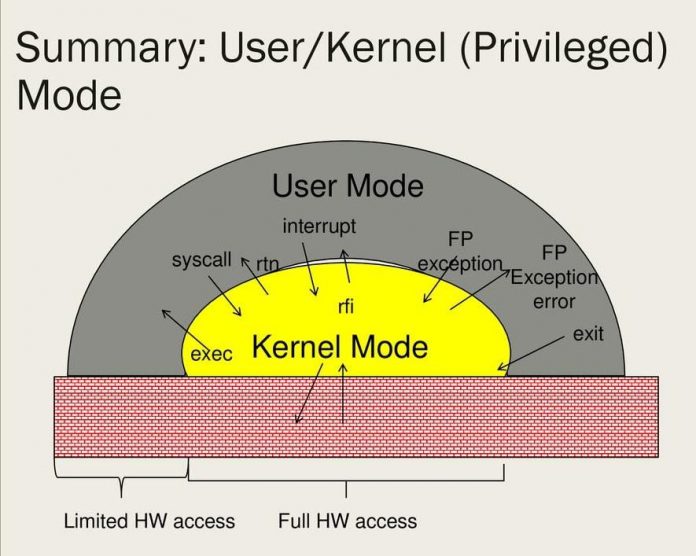 Summary: User/Kernel (Privileged)
Mode
User Mode
interrupt
syscall
rtn
FP
exception
FP
Exception
error
rfi
exit
exec
Kernel Mode
Limited HW access
Full HW access